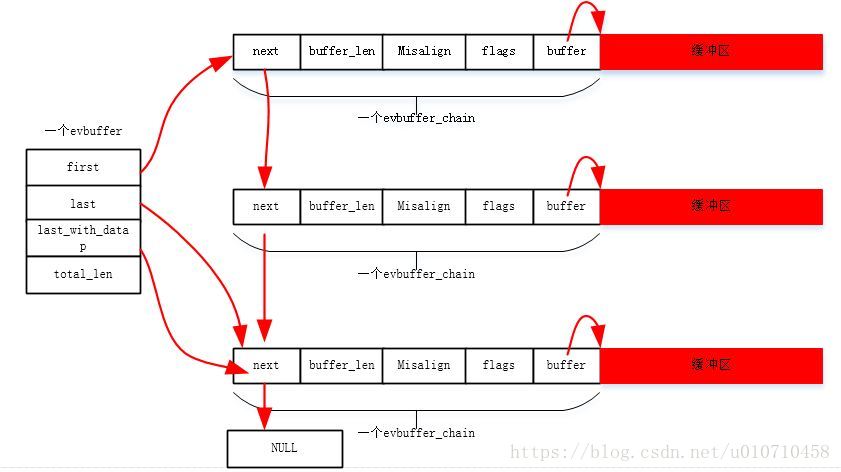 next buffer_len Misalign flags buffer 缓冲区
一个evbuffer_chain
一个evbuffer
first
last
last_with_data
p
total_len
next buffer_len Misalign flags buffer 缓冲区
一个evbuffer_chain
next buffer_len Misalign flags buffer 缓冲区
一个evbuffer_chain
NULL
https://blog.csdn.net/u010710458